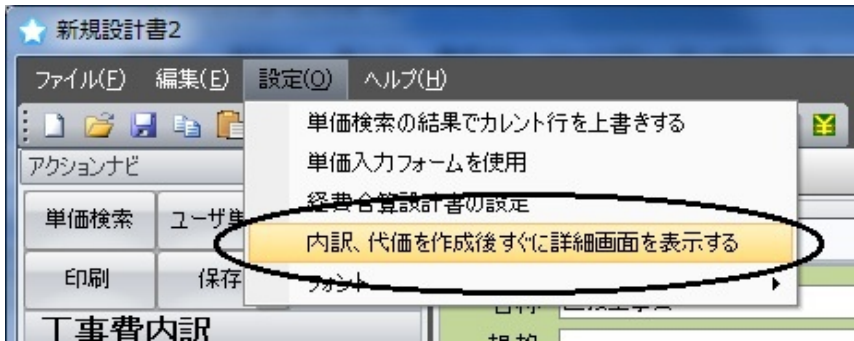 新規設計書2
ファイル(F) 編集(E) 設定(O) ヘルプ(H)
単価検索の結果でカレント行を上書きする
単価入力フォームを使用
経費合算設計書の設定
内訳、代価を作成後すぐに詳細画面を表示する
フォント
アクションナビ
単価検索 ユーザ単
印刷 保存
工事費内訳
名称
規格